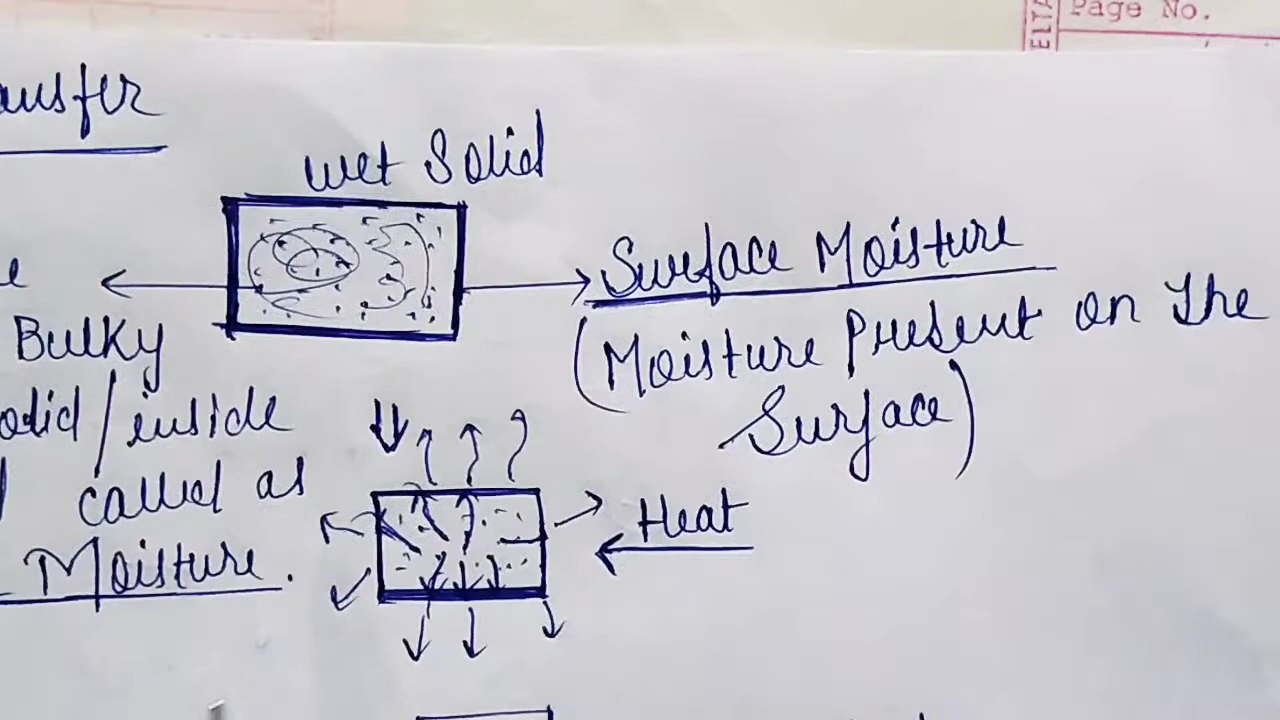 Page No.
ELTA
ansfer
Wet Solid
e
Surface Moisture
Bulky
(Moisture Present on the
Surface)
olid/inside
called as
Heat
Moisture.